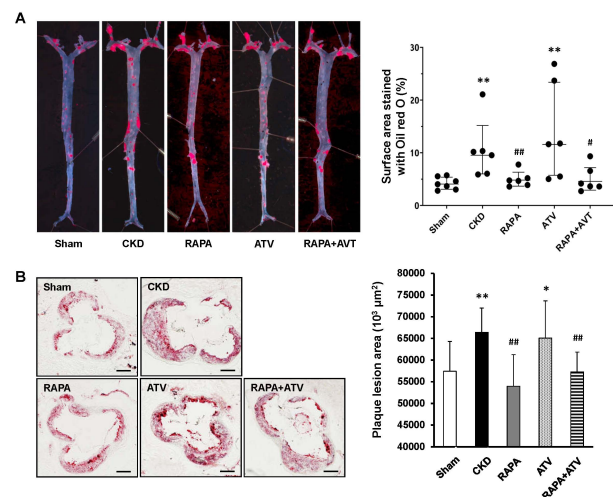 A
Sham
CKD
RAPA
ATV
RAPA+AVT
Surface area stained
with Oil red O (%)
40
30
20
10
0
**
##
**
#
Sham
CKD
RAPA
ATV
RAPA+AVT
B
Sham
CKD
RAPA
ATV
RAPA+ATV
Plaque lesion area (10³ µm²)
80000
75000
70000
65000
60000
55000
50000
45000
40000
**
##
*
##
Sham
CKD
RAPA
ATV
RAPA+ATV